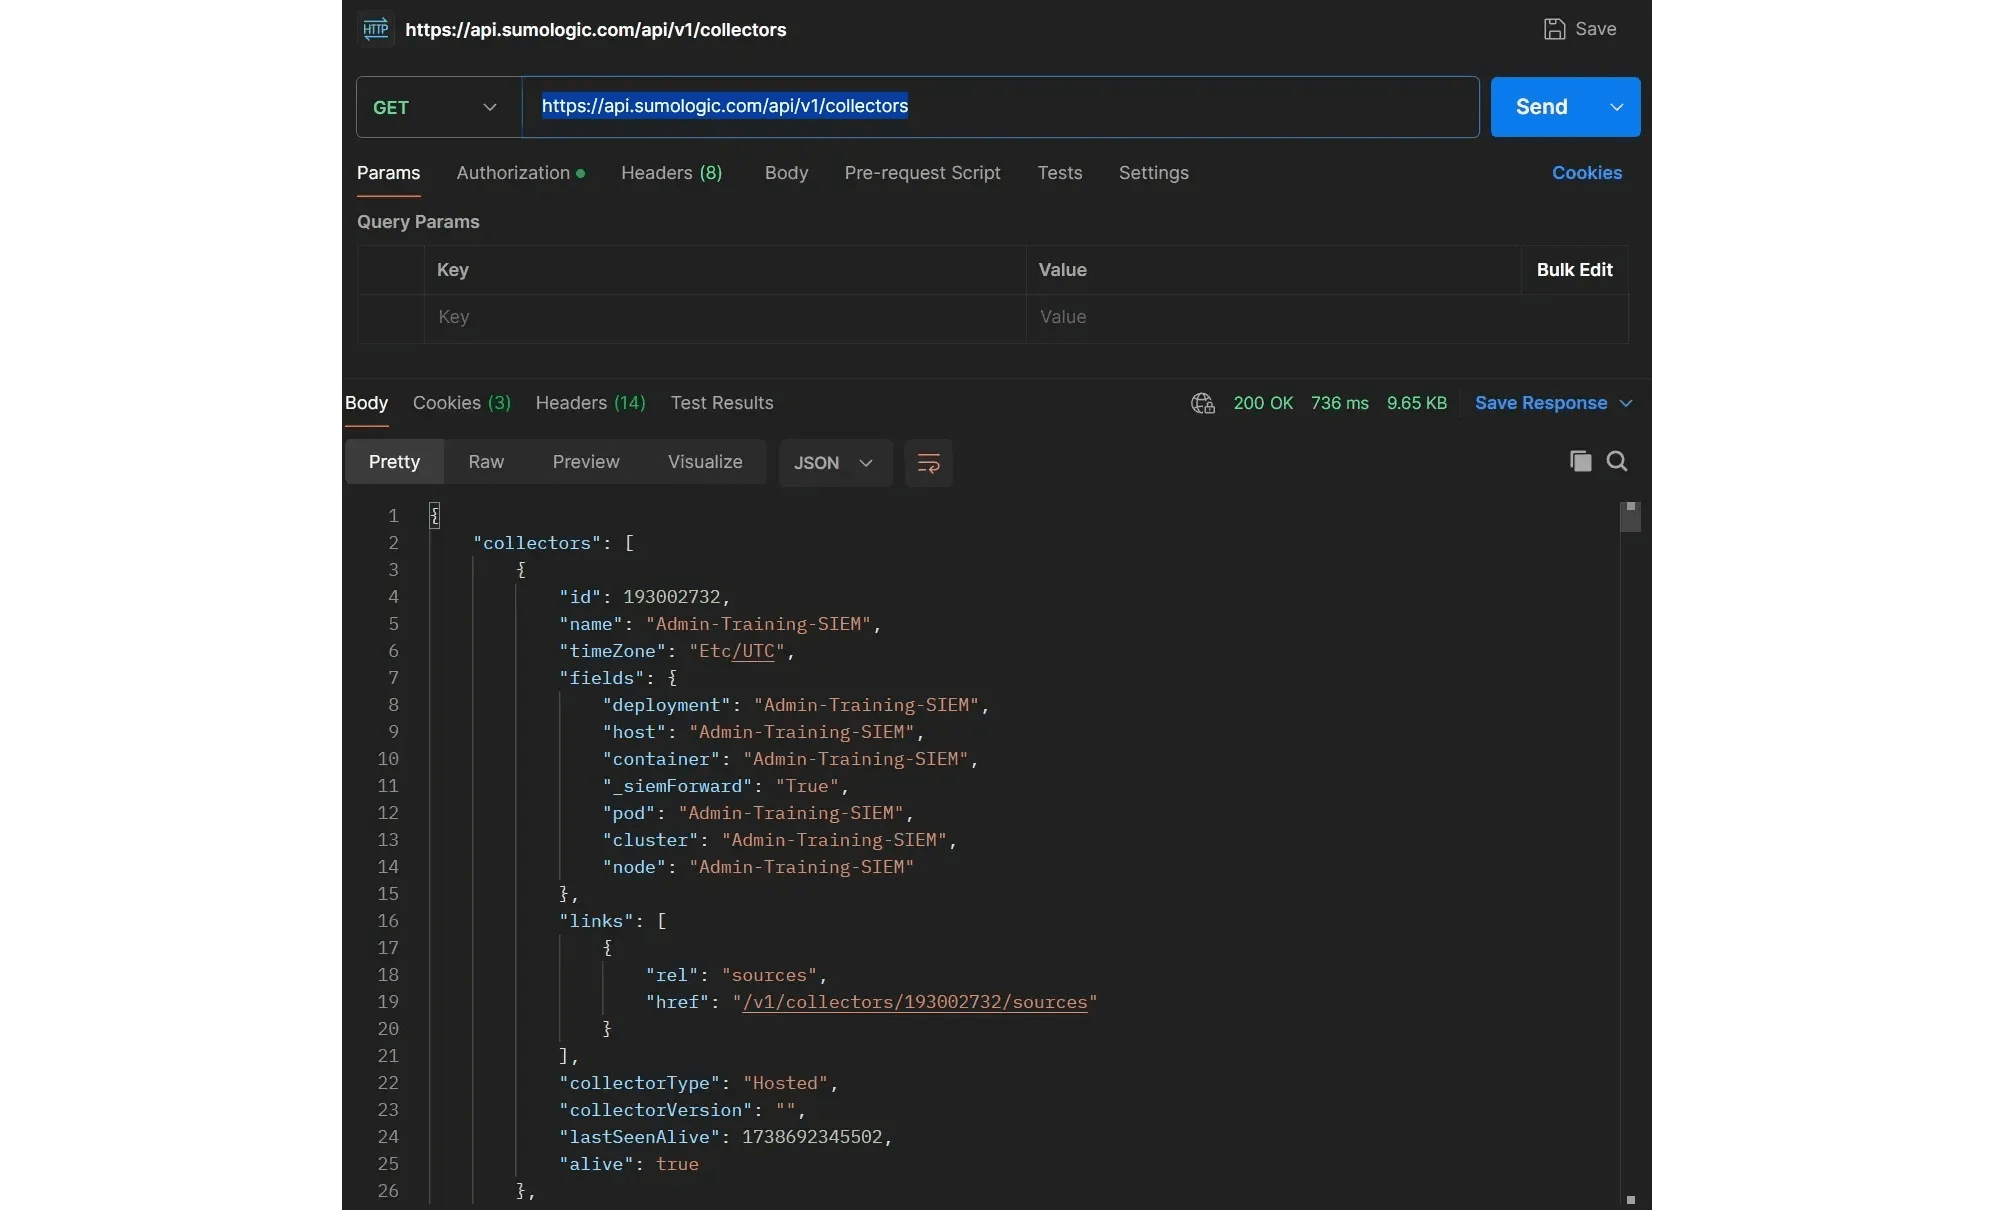 HTTP https://api.sumologic.com/api/v1/collectors Save
GET https://api.sumologic.com/api/v1/collectors Send
Params Authorization Headers (8) Body Pre-request Script Tests Settings Cookies
Query Params
Key Value Bulk Edit
Key Value
Body Cookies (3) Headers (14) Test Results 200 OK 736 ms 9.65 KB Save Response
Pretty Raw Preview Visualize JSON
1 {
2 "collectors": [
3 {
4 "id": 193002732,
5 "name": "Admin-Training-SIEM",
6 "timeZone": "Etc/UTC",
7 "fields": {
8 "deployment": "Admin-Training-SIEM",
9 "host": "Admin-Training-SIEM",
10 "container": "Admin-Training-SIEM",
11 "_siemForward": "True",
12 "pod": "Admin-Training-SIEM",
13 "cluster": "Admin-Training-SIEM",
14 "node": "Admin-Training-SIEM"
15 },
16 "links": [
17 {
18 "rel": "sources",
19 "href": "/v1/collectors/193002732/sources"
20 }
21 ],
22 "collectorType": "Hosted",
23 "collectorVersion": "",
24 "lastSeenAlive": 1738692345502,
25 "alive": true
26 },